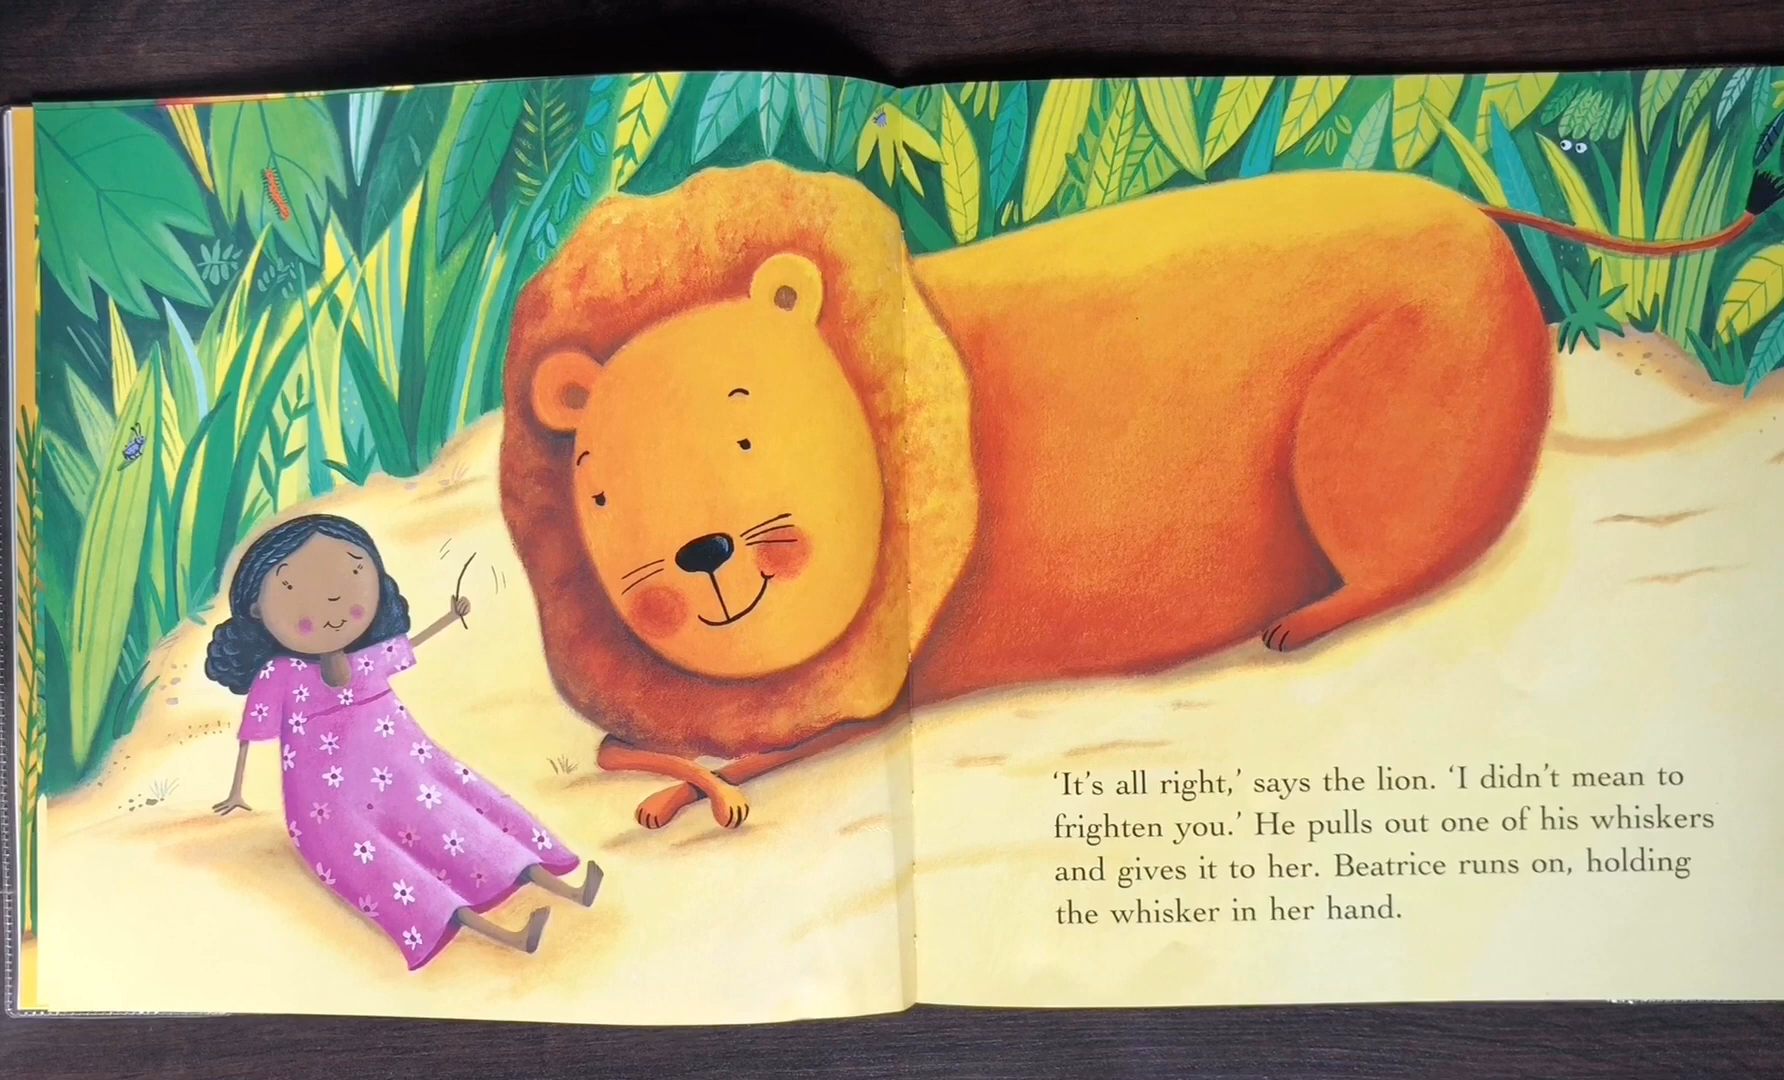 ‘It’s all right,’ says the lion. ‘I didn’t mean to
frighten you.’ He pulls out one of his whiskers
and gives it to her. Beatrice runs on, holding
the whisker in her hand.